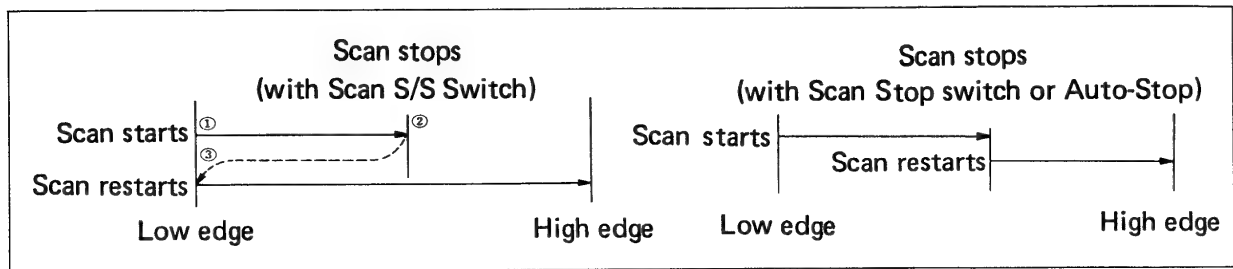 Scan stops
(with Scan S/S Switch)
Scan starts ① ②
③
Scan restarts
Low edge
High edge
Scan stops
(with Scan Stop switch or Auto-Stop)
Scan starts
Scan restarts
Low edge
High edge